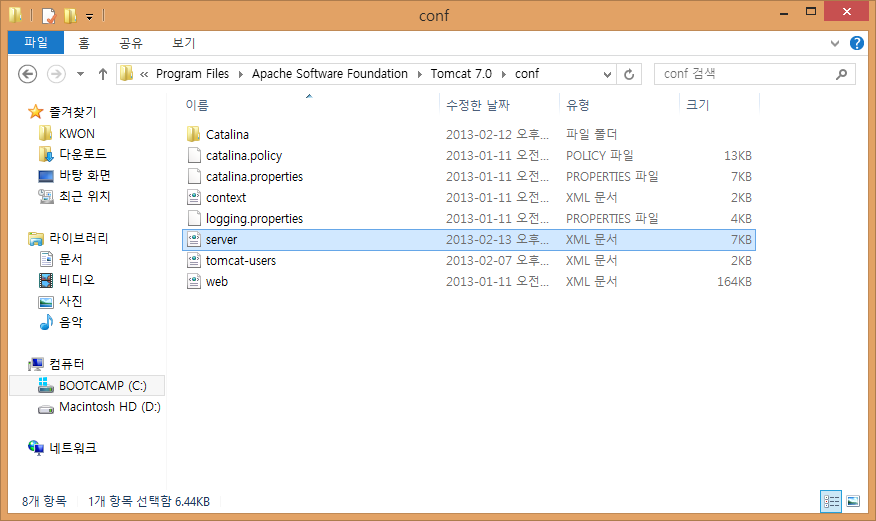 conf
파일 홈 공유 보기
« Program Files Apache Software Foundation Tomcat 7.0 conf conf 검색
이름 수정한 날짜 유형 크기
즐겨찾기
KWON
다운로드
바탕 화면
최근 위치
라이브러리
문서
비디오
사진
음악
컴퓨터
BOOTCAMP (C:)
Macintosh HD (D:)
네트워크
Catalina 2013-02-12 오후... 파일 폴더
catalina.policy 2013-01-11 오전... POLICY 파일 13KB
catalina.properties 2013-01-11 오전... PROPERTIES 파일 7KB
context 2013-01-11 오전... XML 문서 2KB
logging.properties 2013-01-11 오전... PROPERTIES 파일 4KB
server 2013-02-13 오후... XML 문서 7KB
tomcat-users 2013-02-07 오후... XML 문서 2KB
web 2013-01-11 오전... XML 문서 164KB
8개 항목 1개 항목 선택함 6.44KB